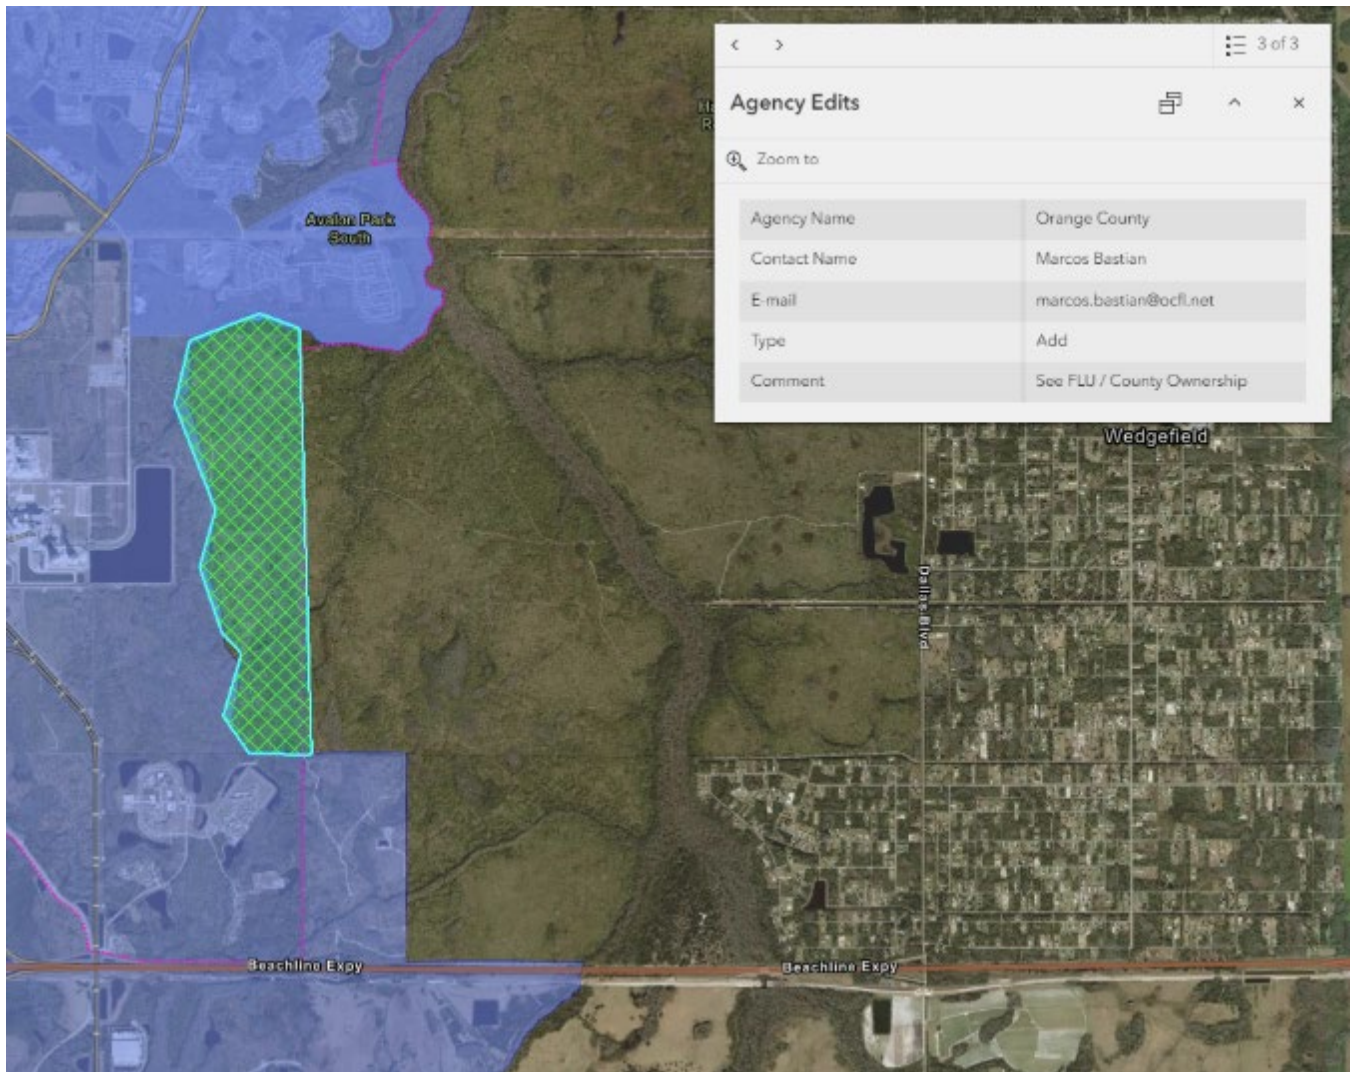 3 of 3
Agency Edits
Zoom to
Agency Name Orange County
Contact Name Marcos Bastian
E-mail marcos.bastian@ocfl.net
Type Add
Comment See FLU / County Ownership
Avalon Park
South
Wedgefield
Dallas Blvd
Beachline Expy
Beachline Expy